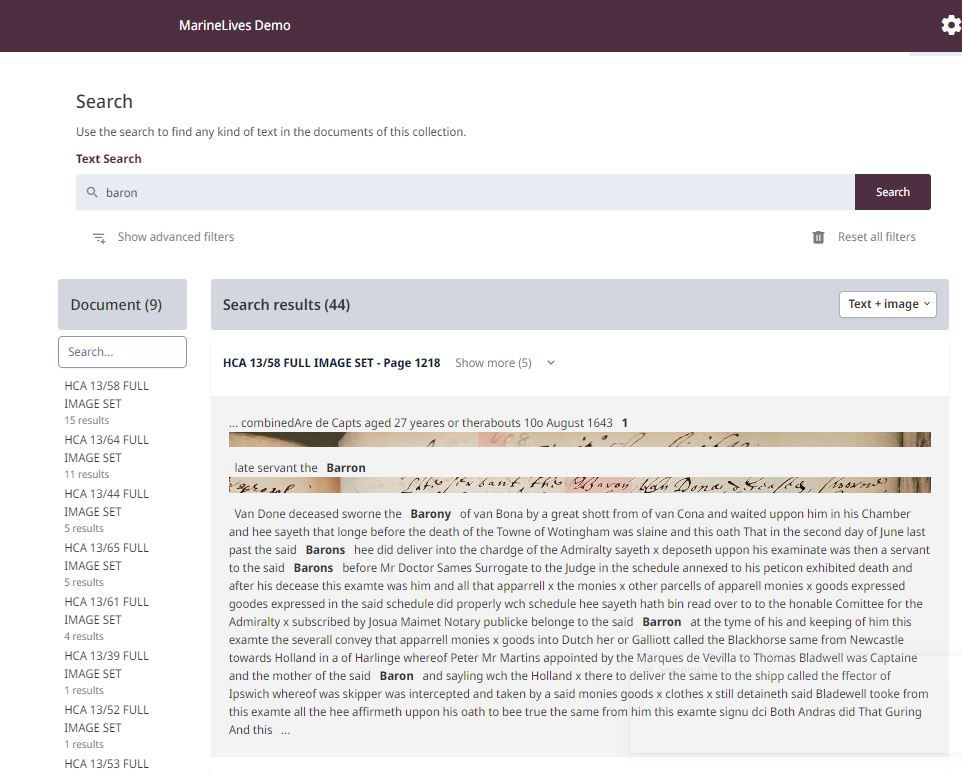 MarineLives Demo
Search
Use the search to find any kind of text in the documents of this collection.
Text Search
baron
Search
Show advanced filters
Reset all filters
Document (9)
Search...
HCA 13/58 FULL
IMAGE SET
15 results
HCA 13/64 FULL
IMAGE SET
11 results
HCA 13/44 FULL
IMAGE SET
5 results
HCA 13/65 FULL
IMAGE SET
5 results
HCA 13/61 FULL
IMAGE SET
4 results
HCA 13/39 FULL
IMAGE SET
1 results
HCA 13/52 FULL
IMAGE SET
1 results
HCA 13/53 FULL
Search results (44)
Text + image
HCA 13/58 FULL IMAGE SET - Page 1218 Show more (5)
... combinedAre de Capts aged 27 yeares or therabouts 10o August 1643 1
late servant the Barron
late servant the Baron Van Dona deceased sworne
Van Done deceased sworne the Barony of van Bona by a great shott from of van Cona and waited uppon him in his Chamber
and hee sayeth that longe before the death of the Towne of Wotingham was slaine and this oath That in the second day of June last
past the said Barons hee did deliver into the chardge of the Admiralty sayeth x deposeth uppon his examinate was then a servant
to the said Barons before Mr Doctor Sames Surrogate to the Judge in the schedule annexed to his peticon exhibited death and
after his decease this examte was him and all that apparrell x the monies x other parcells of apparell monies x goods expressed
goedes expressed in the said schedule did properly wch schedule hee sayeth hath bin read over to to the honable Comittee for the
Admiralty x subscribed by Josua Maimet Notary publicke belonge to the said Barron at the tyme of his and keeping of him this
examte the severall convey that apparrell monies x goods into Dutch her or Galliott called the Blackhorse same from Newcastle
towards Holland in a of Harlinge whereof Peter Mr Martins appointed by the Marques de Vevilla to Thomas Bladwell was Captaine
and the mother of the said Baron and sayling wch the Holland x there to deliver the same to the shipp called the ffector of
Ipswich whereof was skipper was intercepted and taken by a said monies goods x clothes x still detaineth said Bladewell tooke from
this examte all the hee affirmeth uppon his oath to bee true the same from him this examte signu dci Both Andras did That Guring
And this ...